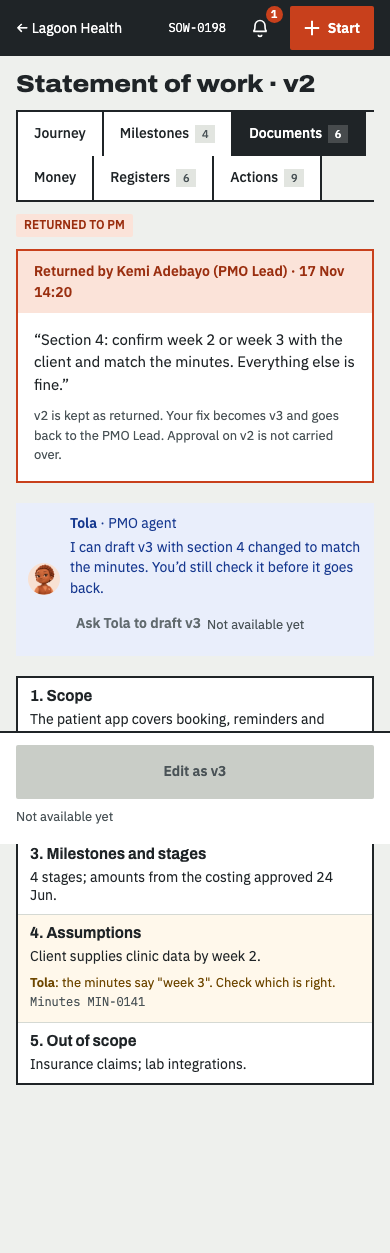 ← Lagoon Health SOW-0198 1 + Start
Statement of work · v2
Journey Milestones 4 Documents 6
Money Registers 6 Actions 9
RETURNED TO PM
Returned by Kemi Adebayo (PMO Lead) · 17 Nov
14:20
“Section 4: confirm week 2 or week 3 with the
client and match the minutes. Everything else is
fine.”
v2 is kept as returned. Your fix becomes v3 and goes
back to the PMO Lead. Approval on v2 is not carried
over.
Tola · PMO agent
I can draft v3 with section 4 changed to match
the minutes. You’d still check it before it goes
back.
Ask Tola to draft v3 Not available yet
1. Scope
The patient app covers booking, reminders and
Edit as v3
Not available yet
3. Milestones and stages
4 stages; amounts from the costing approved 24
Jun.
4. Assumptions
Client supplies clinic data by week 2.
Tola: the minutes say "week 3". Check which is right.
Minutes MIN-0141
5. Out of scope
Insurance claims; lab integrations.